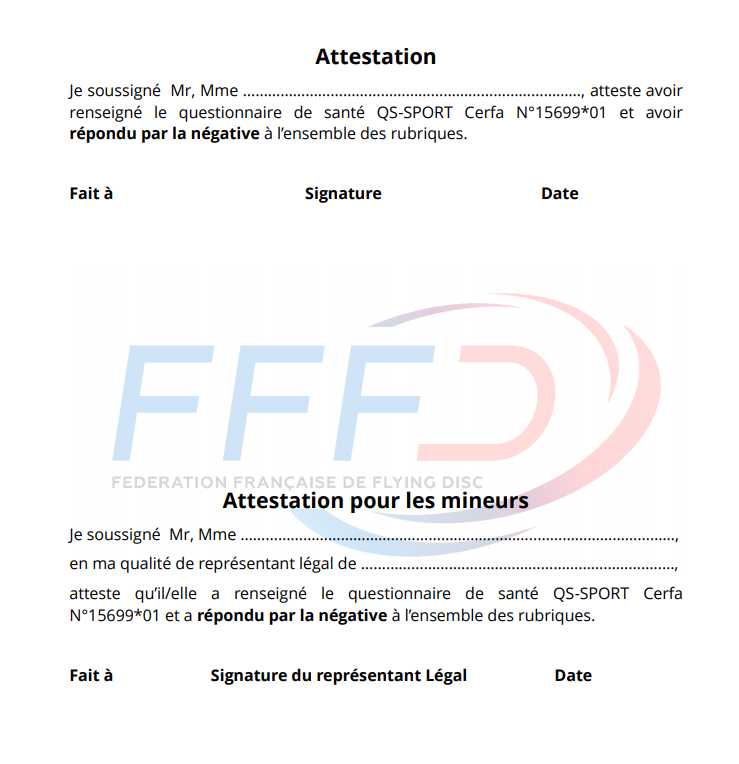 Attestation
Je soussigné Mr, Mme ................................................................................., atteste avoir
renseigné le questionnaire de santé QS-SPORT Cerfa N°15699*01 et avoir
répondu par la négative à l’ensemble des rubriques.
Fait à Signature Date
FFFD
FEDERATION FRANÇAISE DE FLYING DISC
Attestation pour les mineurs
Je soussigné Mr, Mme ........................................................................................................,
en ma qualité de représentant légal de ...........................................................................,
atteste qu’il/elle a renseigné le questionnaire de santé QS-SPORT Cerfa
N°15699*01 et a répondu par la négative à l’ensemble des rubriques.
Fait à Signature du représentant Légal Date